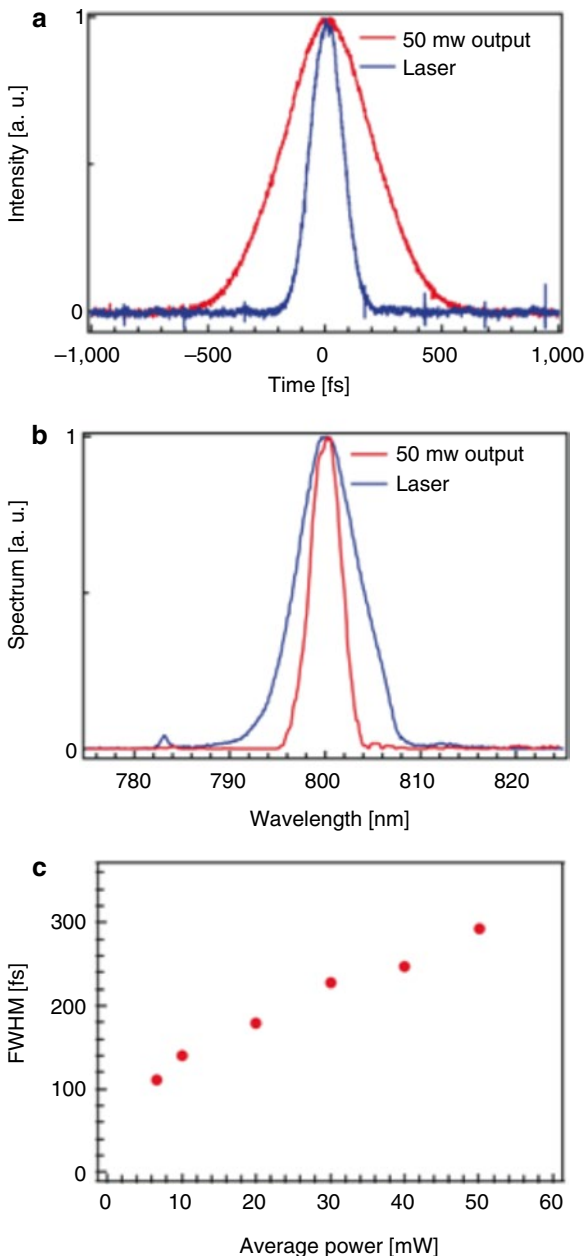 a
1
50 mw output
Laser
Intensity [a. u.]
0
–1,000 –500 0 500 1,000
Time [fs]
b
1
50 mw output
Laser
Spectrum [a. u.]
0
780 790 800 810 820
Wavelength [nm]
c
300
200
100
0
FWHM [fs]
0 10 20 30 40 50 60
Average power [mW]